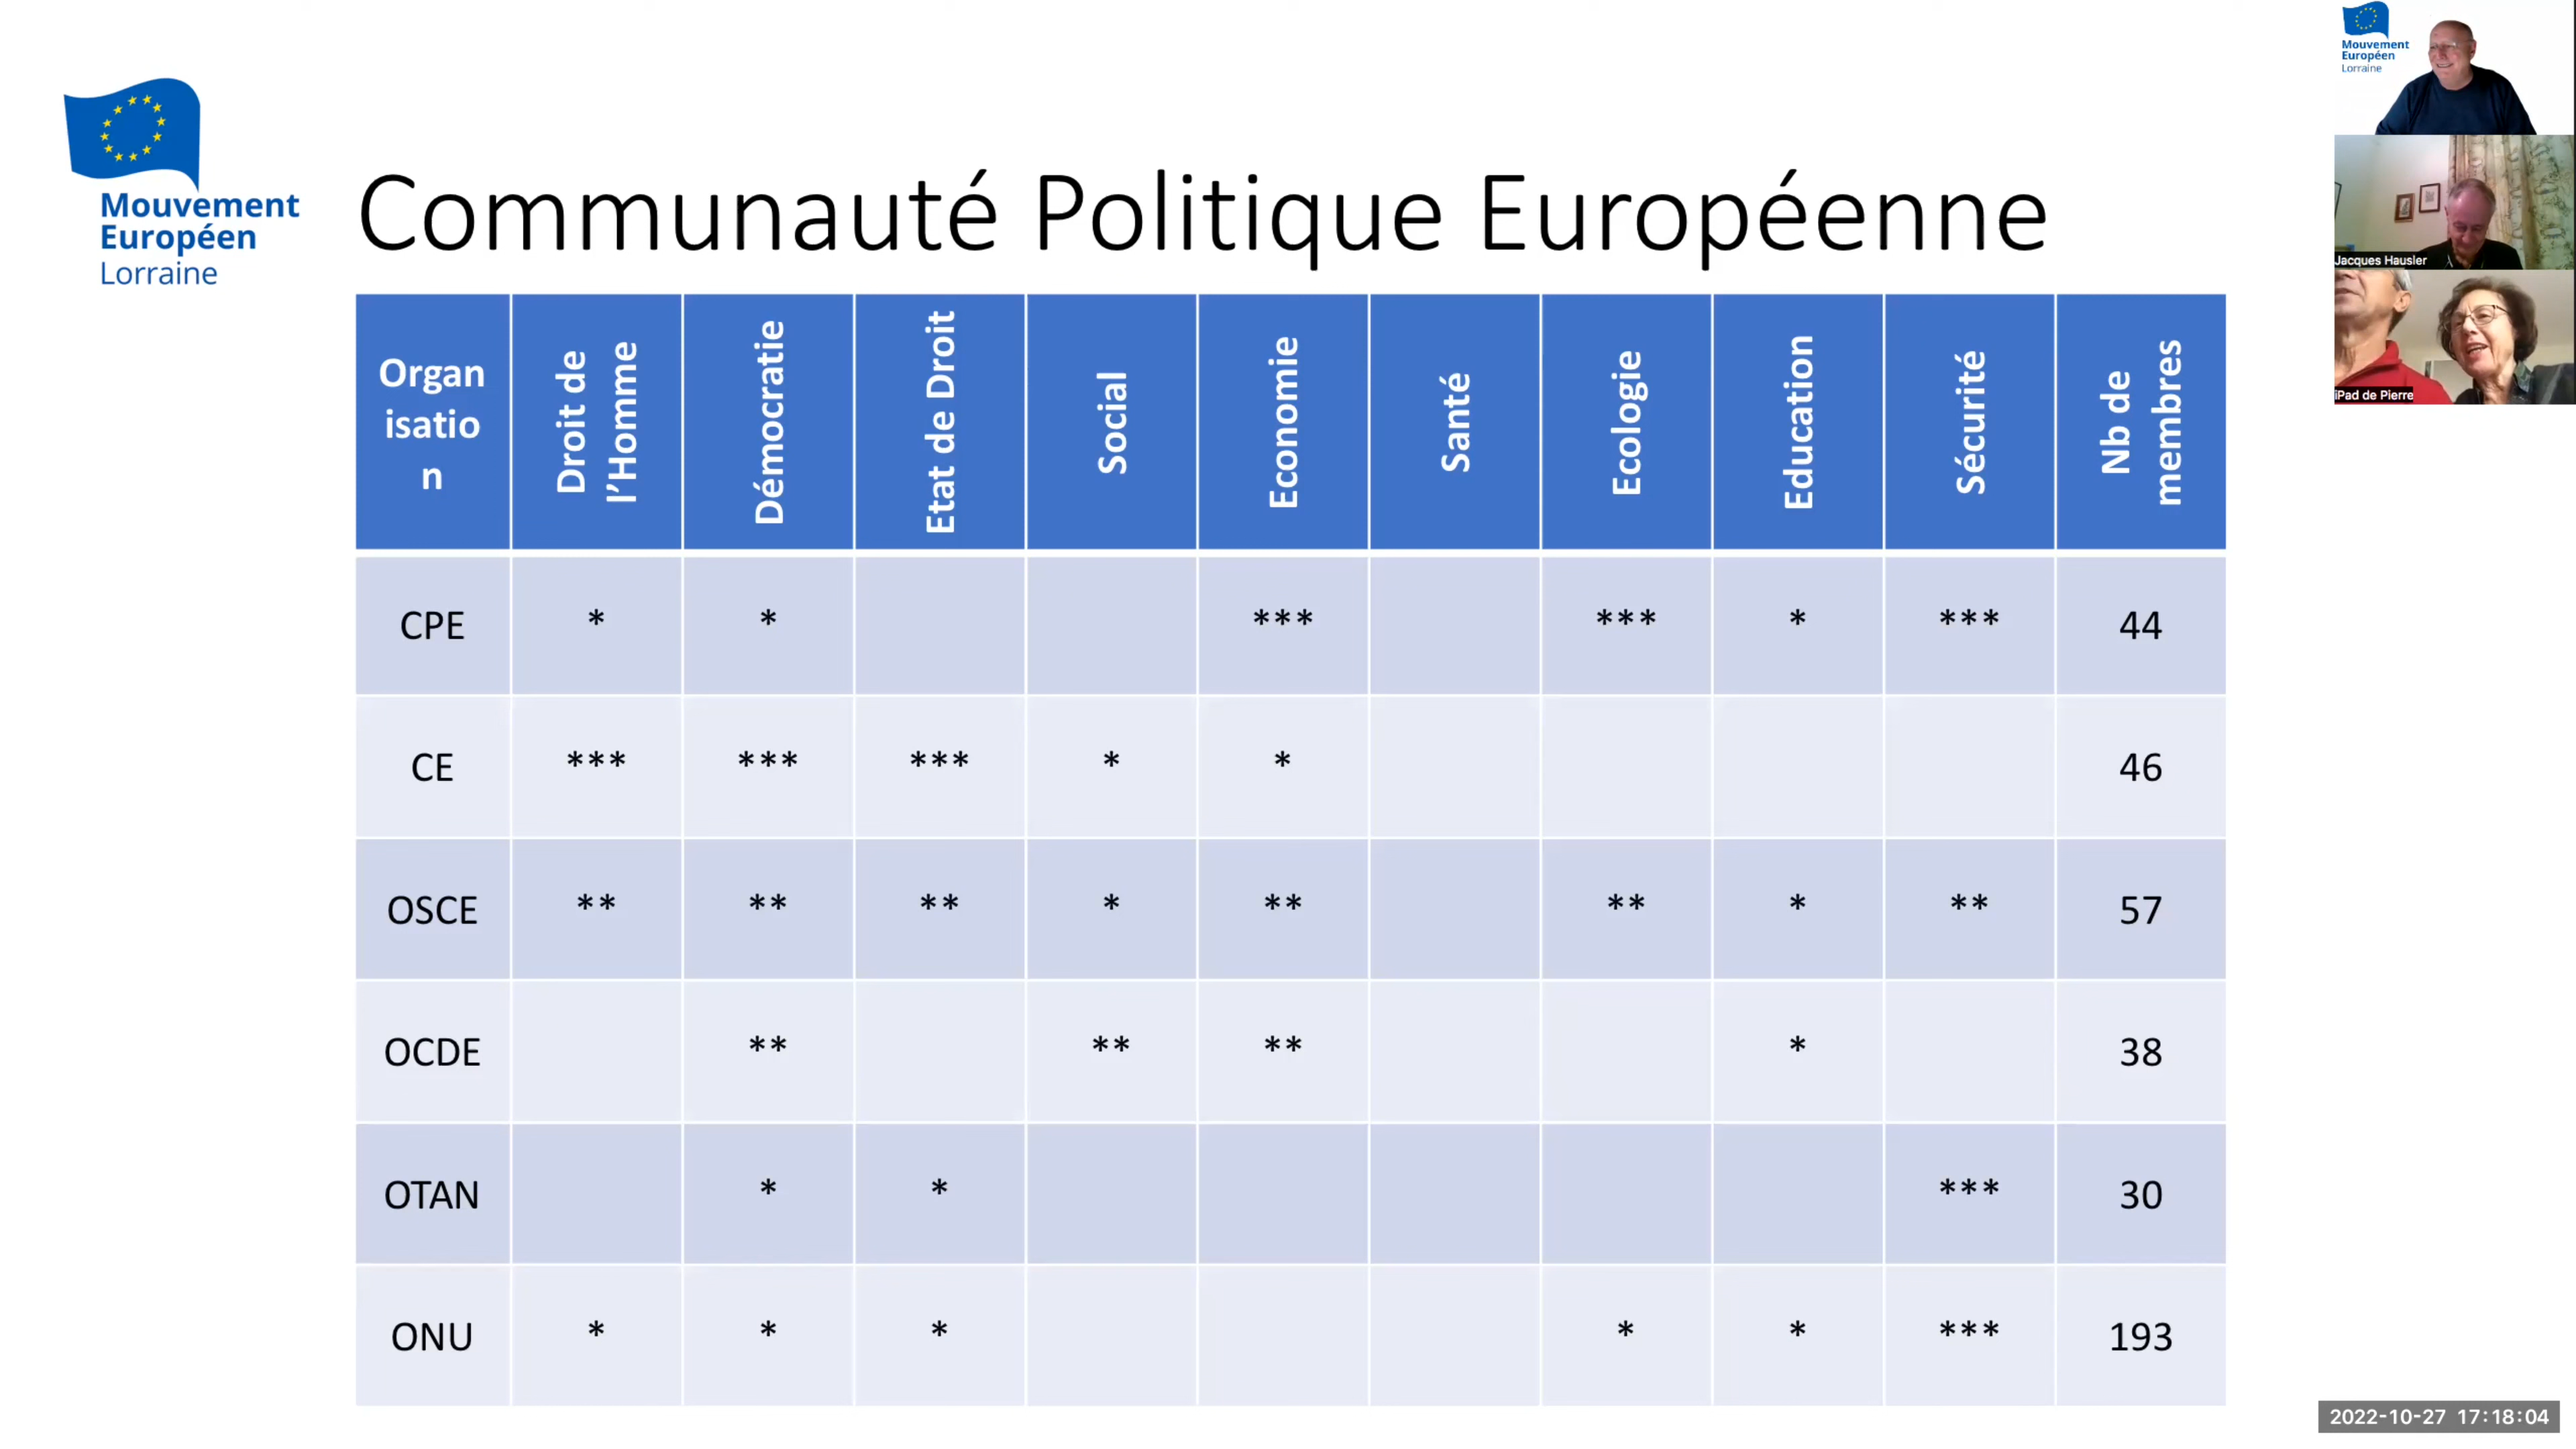 Mouvement
Européen
Lorraine
Communauté Politique Européenne
Organ
isatio
n
Droit de
l'Homme
Démocratie
Etat de Droit
Social
Economie
Santé
Ecologie
Education
Sécurité
Nb de
membres
CPE * * *** *** * *** 44
CE *** *** *** * * 46
OSCE ** ** ** * ** ** * ** 57
OCDE ** ** ** * 38
OTAN * * *** 30
ONU * * * * * *** 193
Mouvement
Européen
Lorraine
Jacques Hausler
iPad de Pierre
2022-10-27 17:18:04